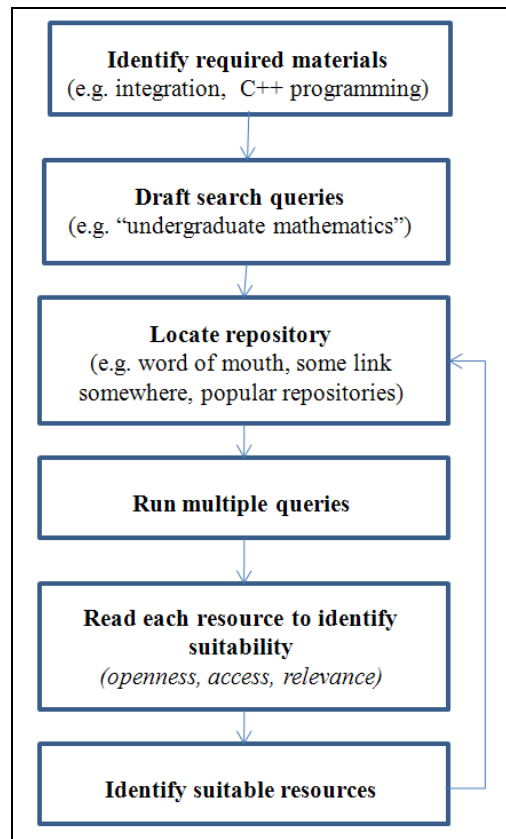 Identify required materials
(e.g. integration, C++ programming)
Draft search queries
(e.g. “undergraduate mathematics”)
Locate repository
(e.g. word of mouth, some link
somewhere, popular repositories)
Run multiple queries
Read each resource to identify
suitability
(openness, access, relevance)
Identify suitable resources